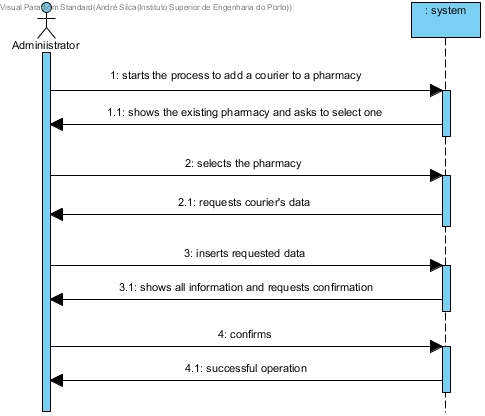 Visual Paradigm Standard(André Silca(Instituto Superior de Engenharia do Porto))
: system
Adminiistrator
1: starts the process to add a courier to a pharmacy
1.1: shows the existing pharmacy and asks to select one
2: selects the pharmacy
2.1: requests courier's data
3: inserts requested data
3.1: shows all information and requests confirmation
4: confirms
4.1: successful operation